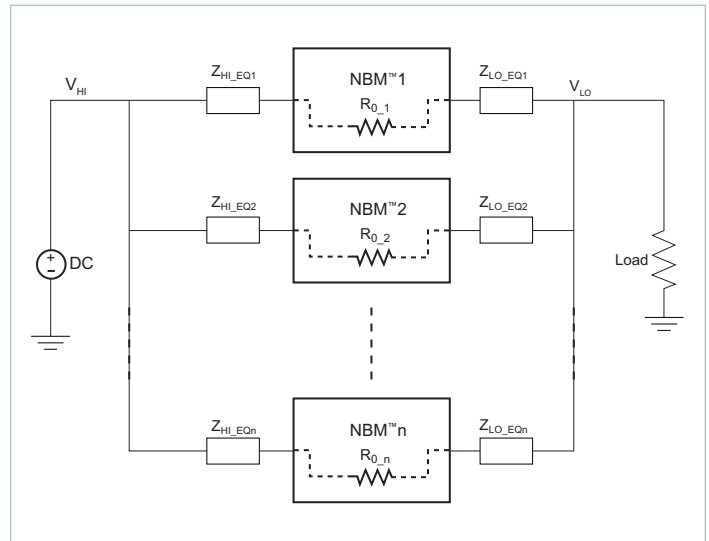 V_HI
Z_HI_EQ1
NBM™1
R_0_1
Z_LO_EQ1
V_LO
Z_HI_EQ2
NBM™2
R_0_2
Z_LO_EQ2
+
DC
Load
Z_HI_EQn
NBM™n
R_0_n
Z_LO_EQn